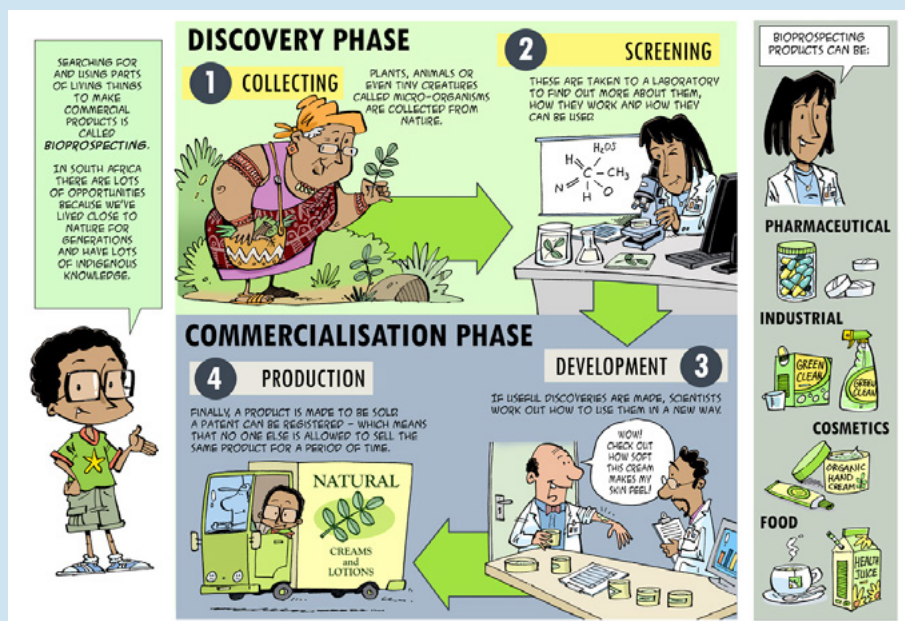 SEARCHING FOR
AND USING PARTS
OF LIVING THINGS
TO MAKE
COMMERCIAL
PRODUCTS IS
CALLED
BIOPROSPECTING.
IN SOUTH AFRICA
THERE ARE LOTS
OF OPPORTUNITIES
BECAUSE WE'VE
LIVED CLOSE TO
NATURE FOR
GENERATIONS
AND HAVE LOTS
OF INDIGENOUS
KNOWLEDGE.
DISCOVERY PHASE
1 COLLECTING
PLANTS, ANIMALS OR
EVEN TINY CREATURES
CALLED MICRO-ORGANISMS
ARE COLLECTED FROM
NATURE.
2 SCREENING
THESE ARE TAKEN TO A LABORATORY
TO FIND OUT MORE ABOUT THEM,
HOW THEY WORK AND HOW THEY
CAN BE USED.
H
C
CH₃
N
H
O
COMMERCIALISATION PHASE
DEVELOPMENT 3
IF USEFUL DISCOVERIES ARE MADE, SCIENTISTS
WORK OUT HOW TO USE THEM IN A NEW WAY.
WOW!
CHECK OUT
HOW SOFT
THIS CREAM
MAKES MY
SKIN FEEL!
4 PRODUCTION
FINALLY, A PRODUCT IS MADE TO BE SOLD.
A PATENT CAN BE REGISTERED – WHICH MEANS
THAT NO ONE ELSE IS ALLOWED TO SELL THE
SAME PRODUCT FOR A PERIOD OF TIME.
NATURAL
CREAMS
and
LOTIONS
BIOPROSPECTING
PRODUCTS CAN BE:
PHARMACEUTICAL
INDUSTRIAL
GREEN
CLEAN
GREEN
CLEAN
COSMETICS
ORGANIC
HAND
CREAM
FOOD
HEALTH
JUICE